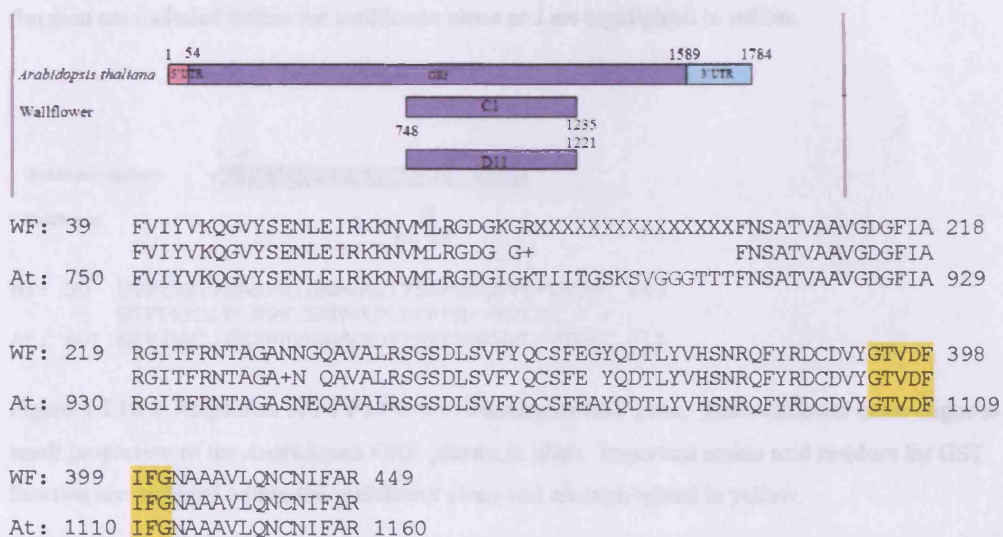 1 54 1589 1784
Arabidopsis thaliana 5'UTR ORF 3'UTR
Wallflower C1
748 1235
1221
D11
WF: 39 FVIYVKQGVYSENLEIRKKNVMLRGDGKGRXXXXXXXXXXXXXXXFNSATVAAVGDGFIA 218
FVIYVKQGVYSENLEIRKKNVMLRGDG G+ FNSATVAAVGDGFIA
At: 750 FVIYVKQGVYSENLEIRKKNVMLRGDGIGKTIITGSKSVGGGTTTFNSATVAAVGDGFIA 929
WF: 219 RGITFRNTAGANNGQAVALRSGSDLSVFYQCSFEGYQDTLYVHSNRQFYRDCDVYGTVDF 398
RGITFRNTAGA+N QAVALRSGSDLSVFYQCSFE YQDTLYVHSNRQFYRDCDVYGTVDF
At: 930 RGITFRNTAGASNEQAVALRSGSDLSVFYQCSFEAYQDTLYVHSNRQFYRDCDVYGTVDF 1109
WF: 399 IFGNAAAVLQNCNIFAR 449
IFGNAAAVLQNCNIFAR
At: 1110 IFGNAAAVLQNCNIFAR 1160